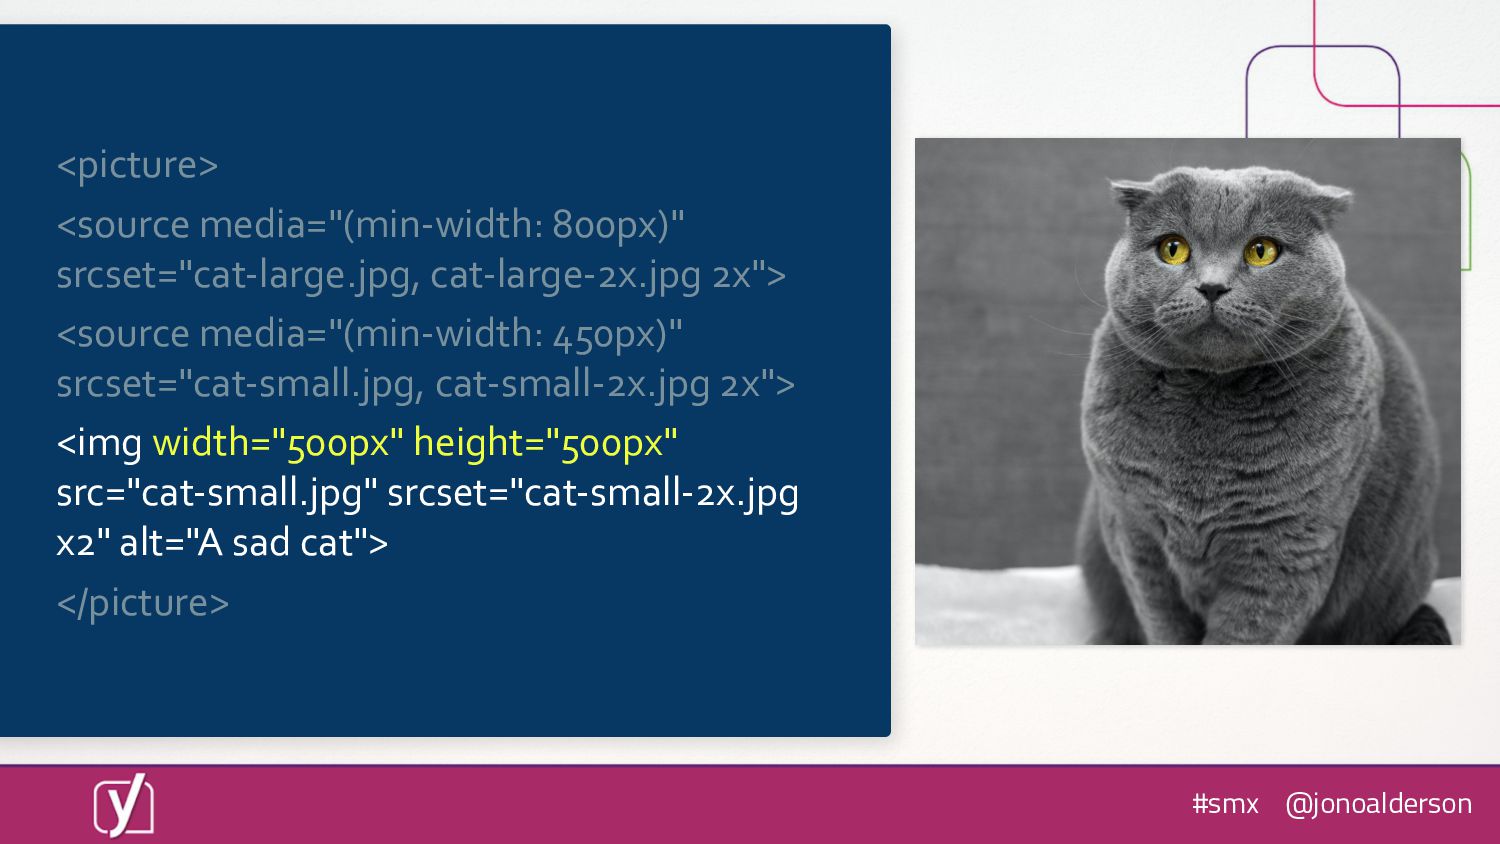 <picture>
<source media="(min-width: 800px)"
srcset="cat-large.jpg, cat-large-2x.jpg 2x">
<source media="(min-width: 450px)"
srcset="cat-small.jpg, cat-small-2x.jpg 2x">
<img width="500px" height="500px"
src="cat-small.jpg" srcset="cat-small-2x.jpg
x2" alt="A sad cat">
</picture>
y
#smx @jonoalderson